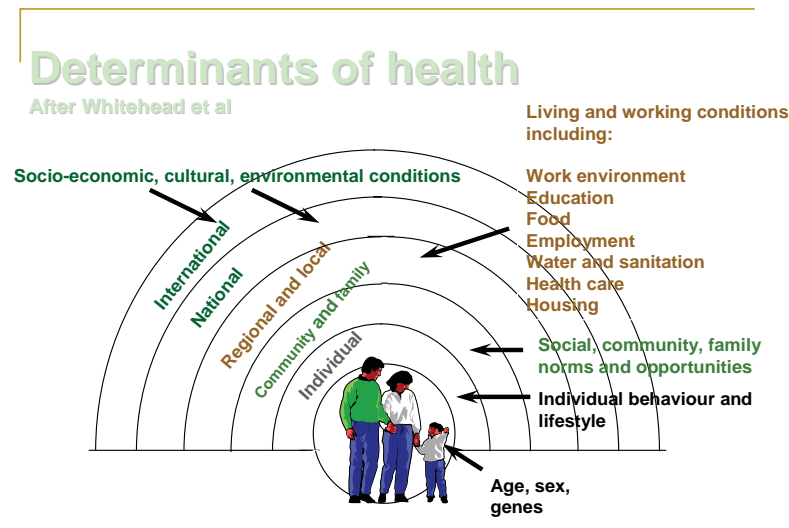 Determinants of health
After Whitehead et al
Living and working conditions
including:
Work environment
Education
Food
Employment
Water and sanitation
Health care
Housing
Socio-economic, cultural, environmental conditions
International
National
Regional and local
Community and family
Individual
Social, community, family
norms and opportunities
Individual behaviour and
lifestyle
Age, sex,
genes